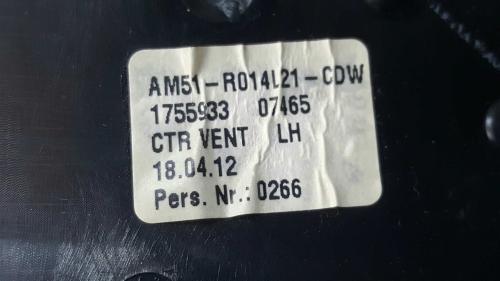 AM51-R014L21-CDW
1755933 07465
CTR VENT LH
18.04.12
Pers. Nr.: 0266